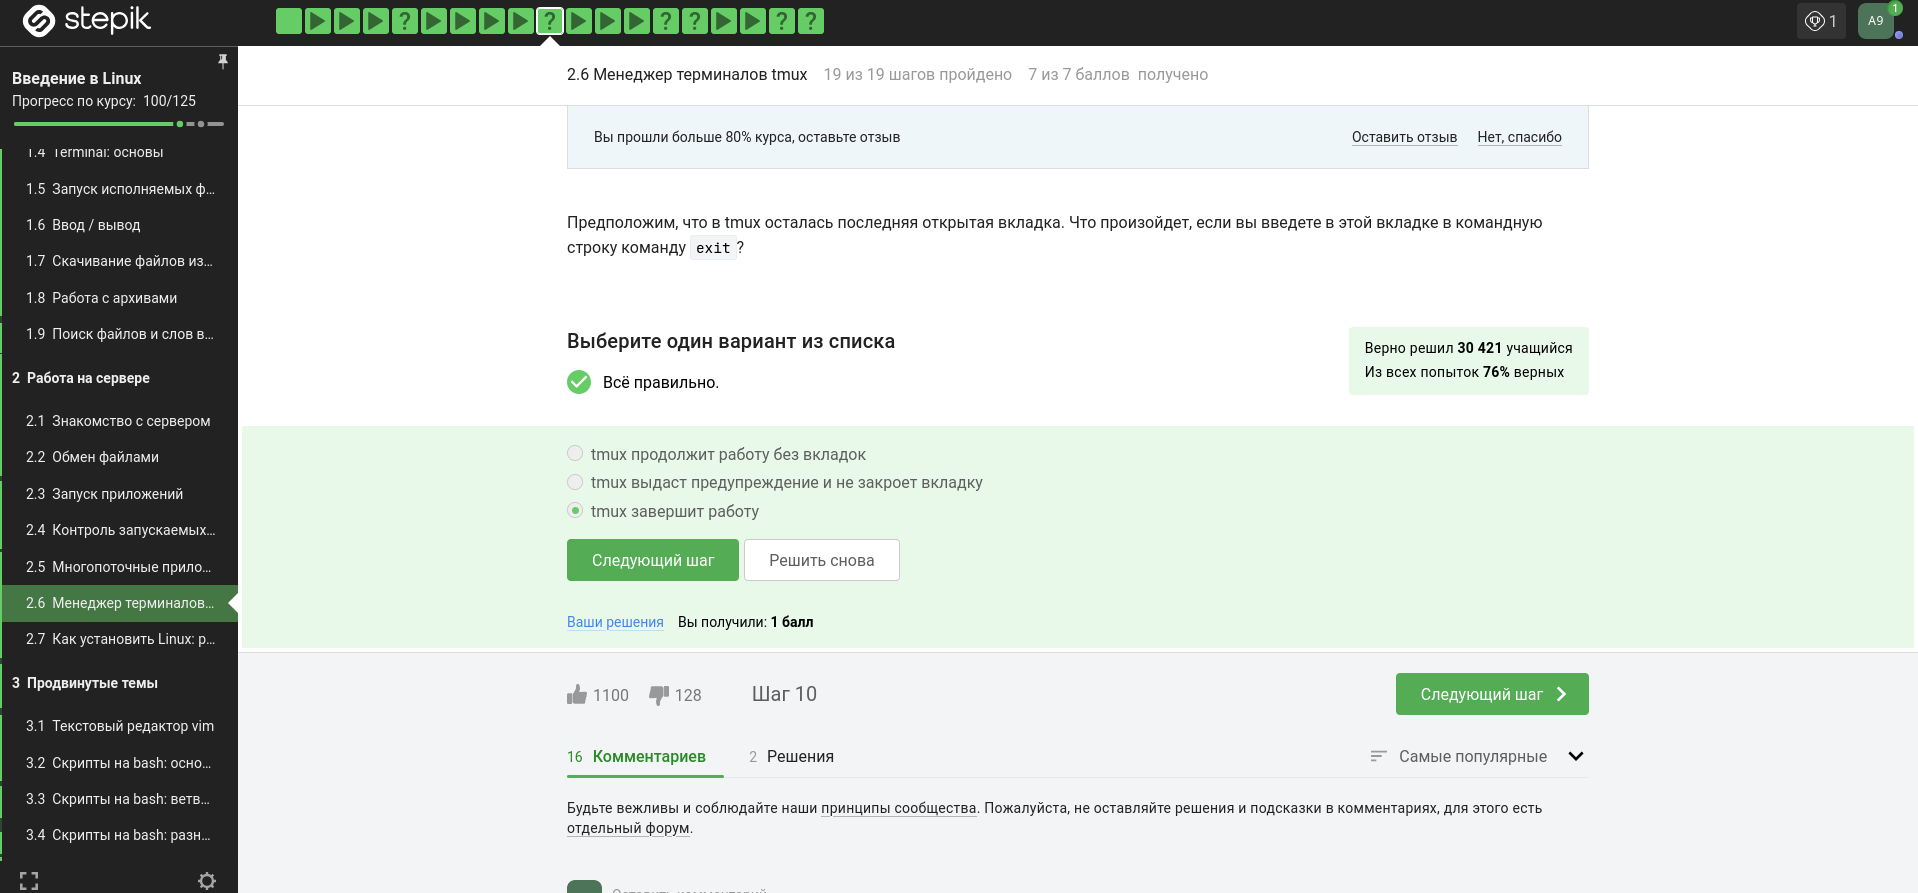 stepik
? ? ? ? ? ?
1
A9
1
Введение в Linux
Прогресс по курсу: 100/125
1.4 Terminal: основы
1.5 Запуск исполняемых ф...
1.6 Ввод / вывод
1.7 Скачивание файлов из...
1.8 Работа с архивами
1.9 Поиск файлов и слов в...
2 Работа на сервере
2.1 Знакомство с сервером
2.2 Обмен файлами
2.3 Запуск приложений
2.4 Контроль запускаемых...
2.5 Многопоточные прило...
2.6 Менеджер терминалов...
2.7 Как установить Linux: р...
3 Продвинутые темы
3.1 Текстовый редактор vim
3.2 Скрипты на bash: осно...
3.3 Скрипты на bash: ветв...
3.4 Скрипты на bash: разн...
2.6 Менеджер терминалов tmux 19 из 19 шагов пройдено 7 из 7 баллов получено
Вы прошли больше 80% курса, оставьте отзыв Оставить отзыв Нет, спасибо
Предположим, что в tmux осталась последняя открытая вкладка. Что произойдет, если вы введете в этой вкладке в командную
строку команду exit?
Выберите один вариант из списка
Всё правильно.
Верно решил 30 421 учащийся
Из всех попыток 76% верных
tmux продолжит работу без вкладок
tmux выдаст предупреждение и не закроет вкладку
tmux завершит работу
Следующий шаг Решить снова
Ваши решения Вы получили: 1 балл
1100 128 Шаг 10 Следующий шаг
16 Комментариев 2 Решения Самые популярные
Будьте вежливы и соблюдайте наши принципы сообщества. Пожалуйста, не оставляйте решения и подсказки в комментариях, для этого есть
отдельный форум.
Оставить комментарий